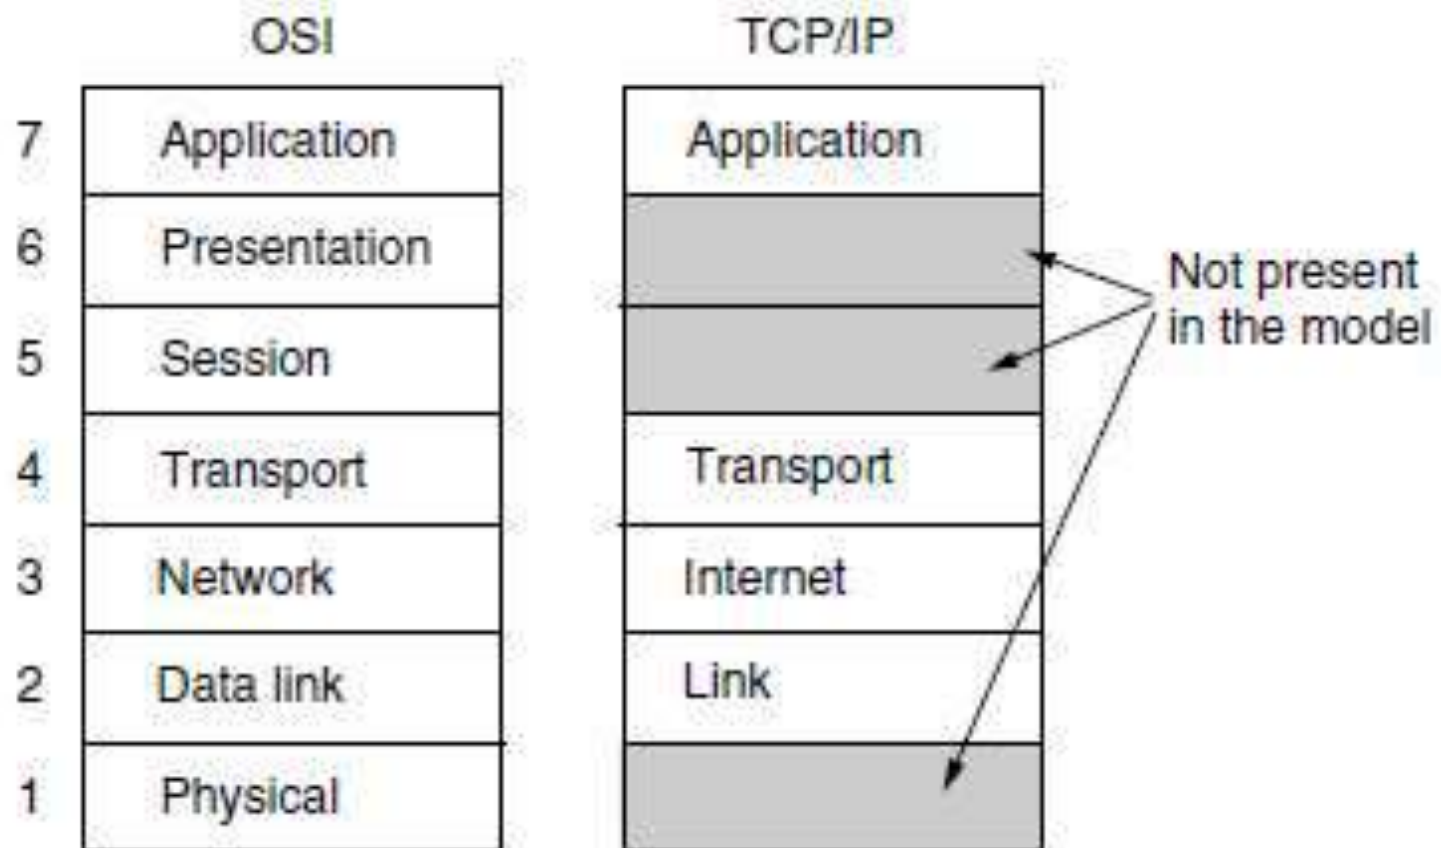 OSI
TCP/IP
7
Application
Application
6
Presentation
5
Session
Not present
in the model
4
Transport
Transport
3
Network
Internet
2
Data link
Link
1
Physical